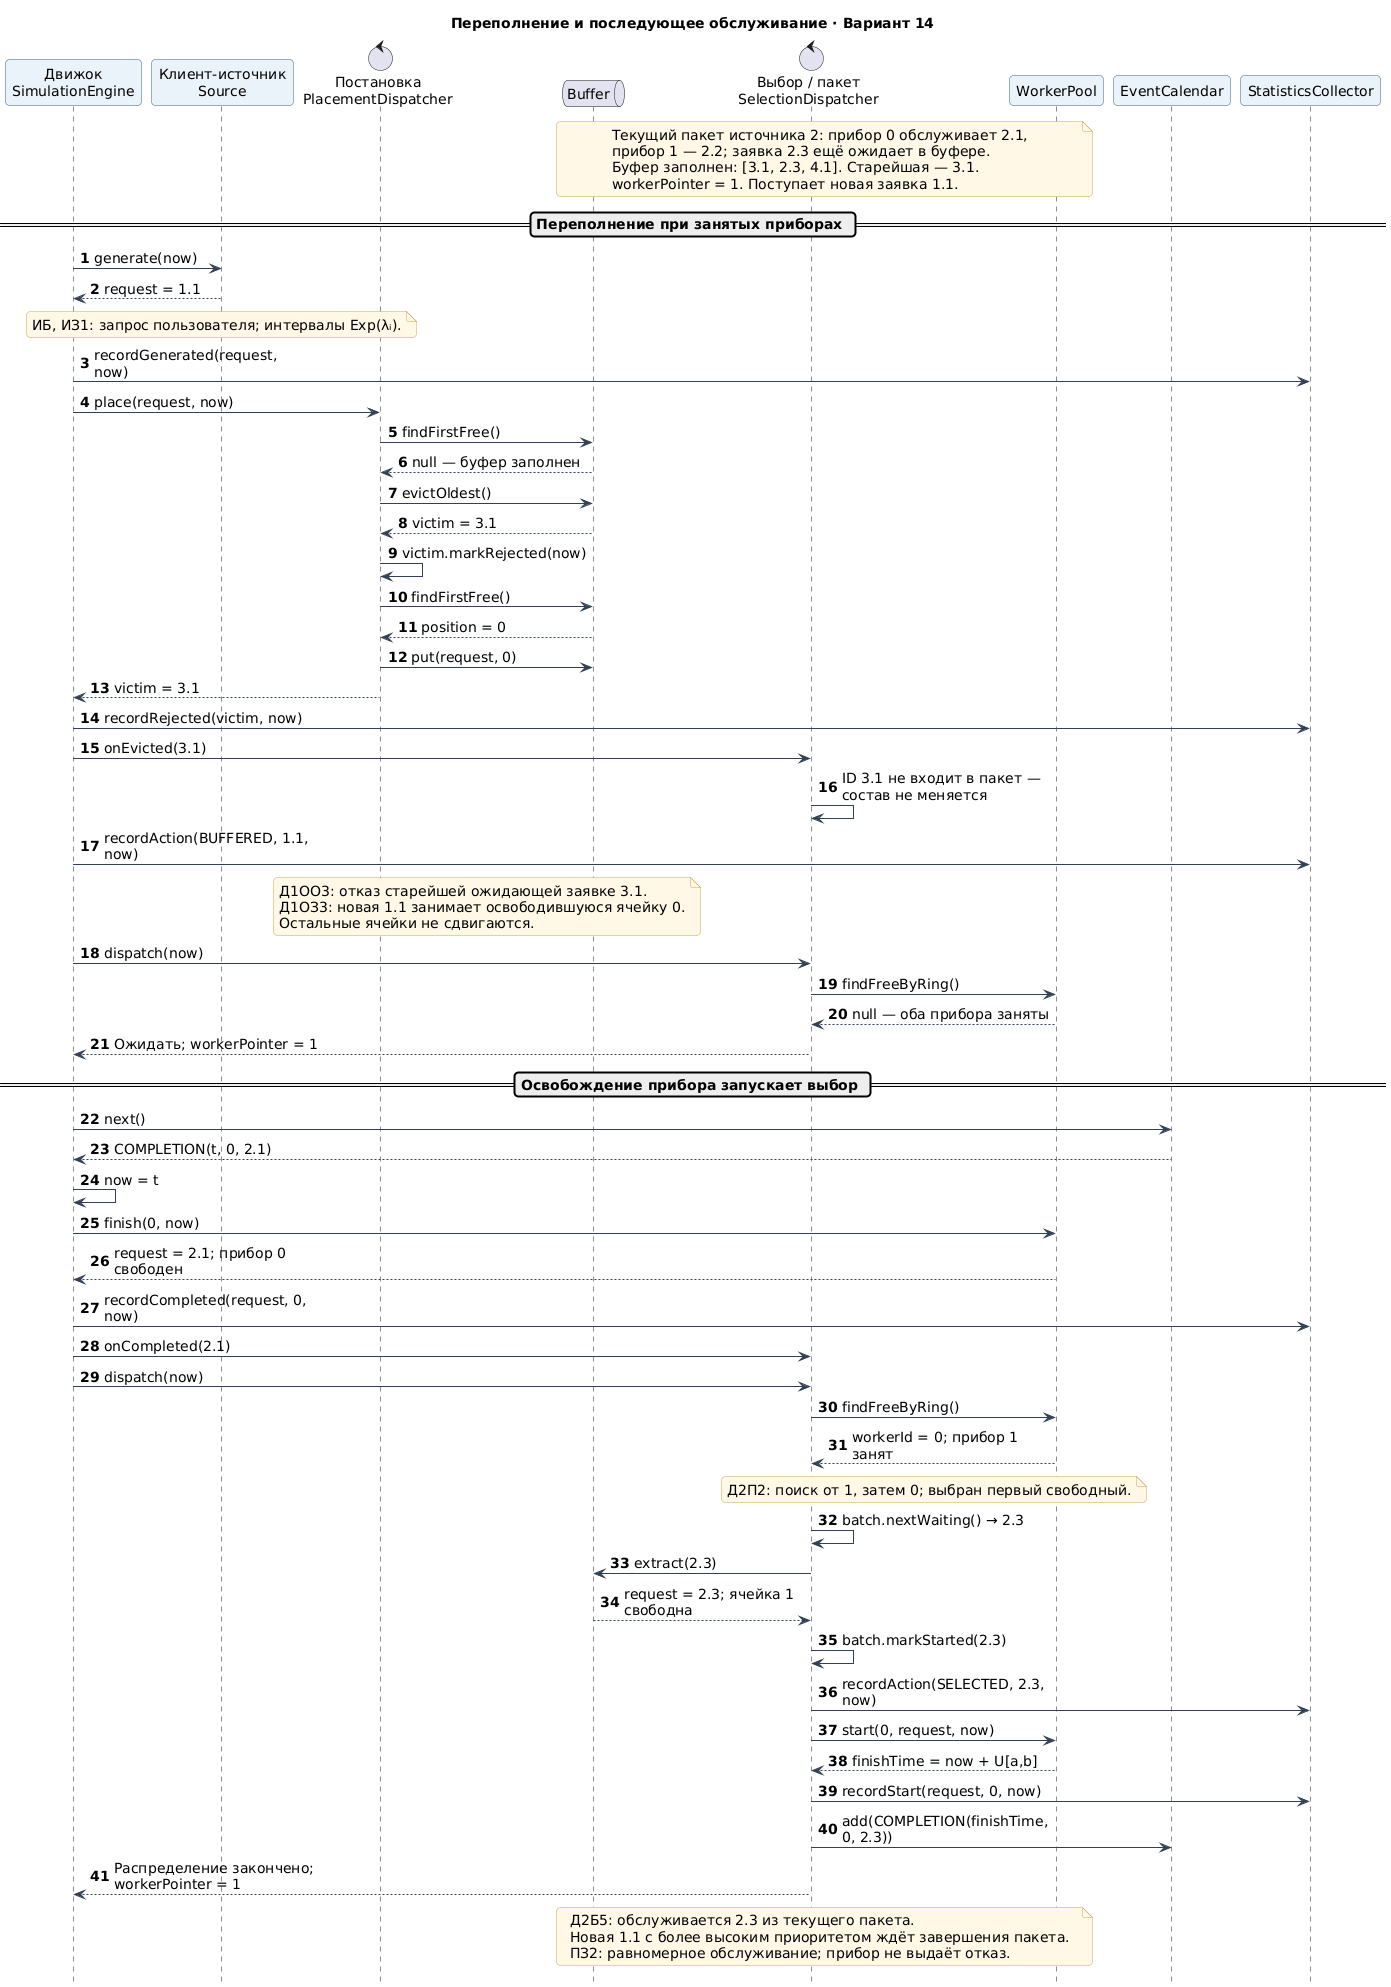 Переполнение и последующее обслуживание · Вариант 14
Движок
SimulationEngine
Клиент-источник
Source
Постановка
PlacementDispatcher
Buffer
Выбор / пакет
SelectionDispatcher
WorkerPool
EventCalendar
StatisticsCollector
Текущий пакет источника 2: прибор 0 обслуживает 2.1,
прибор 1 — 2.2; заявка 2.3 ещё ожидает в буфере.
Буфер заполнен: [3.1, 2.3, 4.1]. Старейшая — 3.1.
workerPointer = 1. Поступает новая заявка 1.1.
Переполнение при занятых приборах
1 generate(now)
2 request = 1.1
ИБ, ИЗ1: запрос пользователя; интервалы Exp(λᵢ).
3 recordGenerated(request,
now)
4 place(request, now)
5 findFirstFree()
6 null — буфер заполнен
7 evictOldest()
8 victim = 3.1
9 victim.markRejected(now)
10 findFirstFree()
11 position = 0
12 put(request, 0)
13 victim = 3.1
14 recordRejected(victim, now)
15 onEvicted(3.1)
16 ID 3.1 не входит в пакет —
состав не меняется
17 recordAction(BUFFERED, 1.1,
now)
Д1ОО3: отказ старейшей ожидающей заявке 3.1.
Д1ОЗ3: новая 1.1 занимает освободившуюся ячейку 0.
Остальные ячейки не сдвигаются.
18 dispatch(now)
19 findFreeByRing()
20 null — оба прибора заняты
21 Ожидать; workerPointer = 1
Освобождение прибора запускает выбор
22 next()
23 COMPLETION(t, 0, 2.1)
24 now = t
25 finish(0, now)
26 request = 2.1; прибор 0
свободен
27 recordCompleted(request, 0,
now)
28 onCompleted(2.1)
29 dispatch(now)
30 findFreeByRing()
31 workerId = 0; прибор 1
занят
Д2П2: поиск от 1, затем 0; выбран первый свободный.
32 batch.nextWaiting() → 2.3
33 extract(2.3)
34 request = 2.3; ячейка 1
свободна
35 batch.markStarted(2.3)
36 recordAction(SELECTED, 2.3,
now)
37 start(0, request, now)
38 finishTime = now + U[a,b]
39 recordStart(request, 0, now)
40 add(COMPLETION(finishTime,
0, 2.3))
41 Распределение закончено;
workerPointer = 1
Д2Б5: обслуживается 2.3 из текущего пакета.
Новая 1.1 с более высоким приоритетом ждёт завершения пакета.
ПЗ2: равномерное обслуживание; прибор не выдаёт отказ.